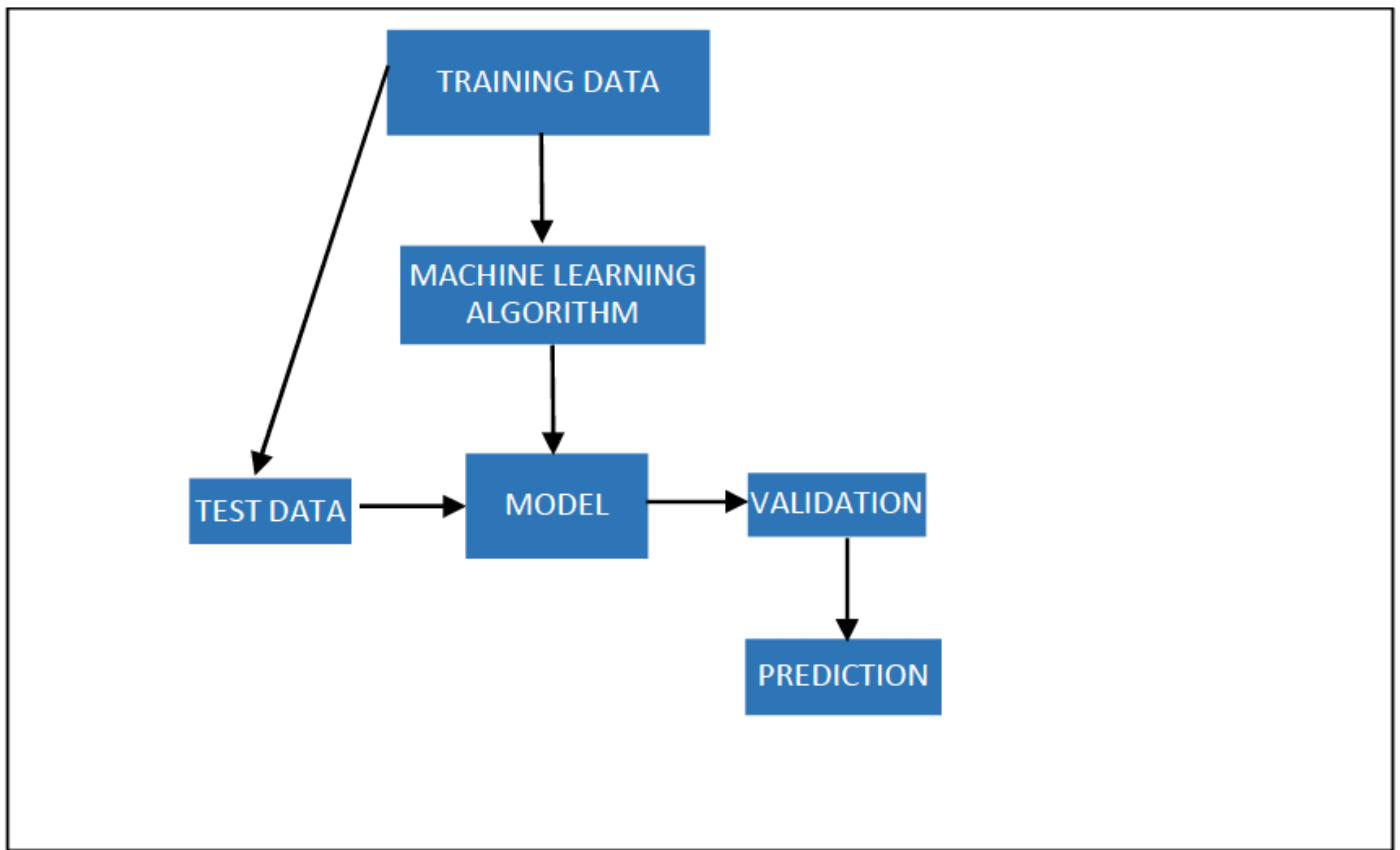 TRAINING DATA
MACHINE LEARNING
ALGORITHM
TEST DATA
MODEL
VALIDATION
PREDICTION